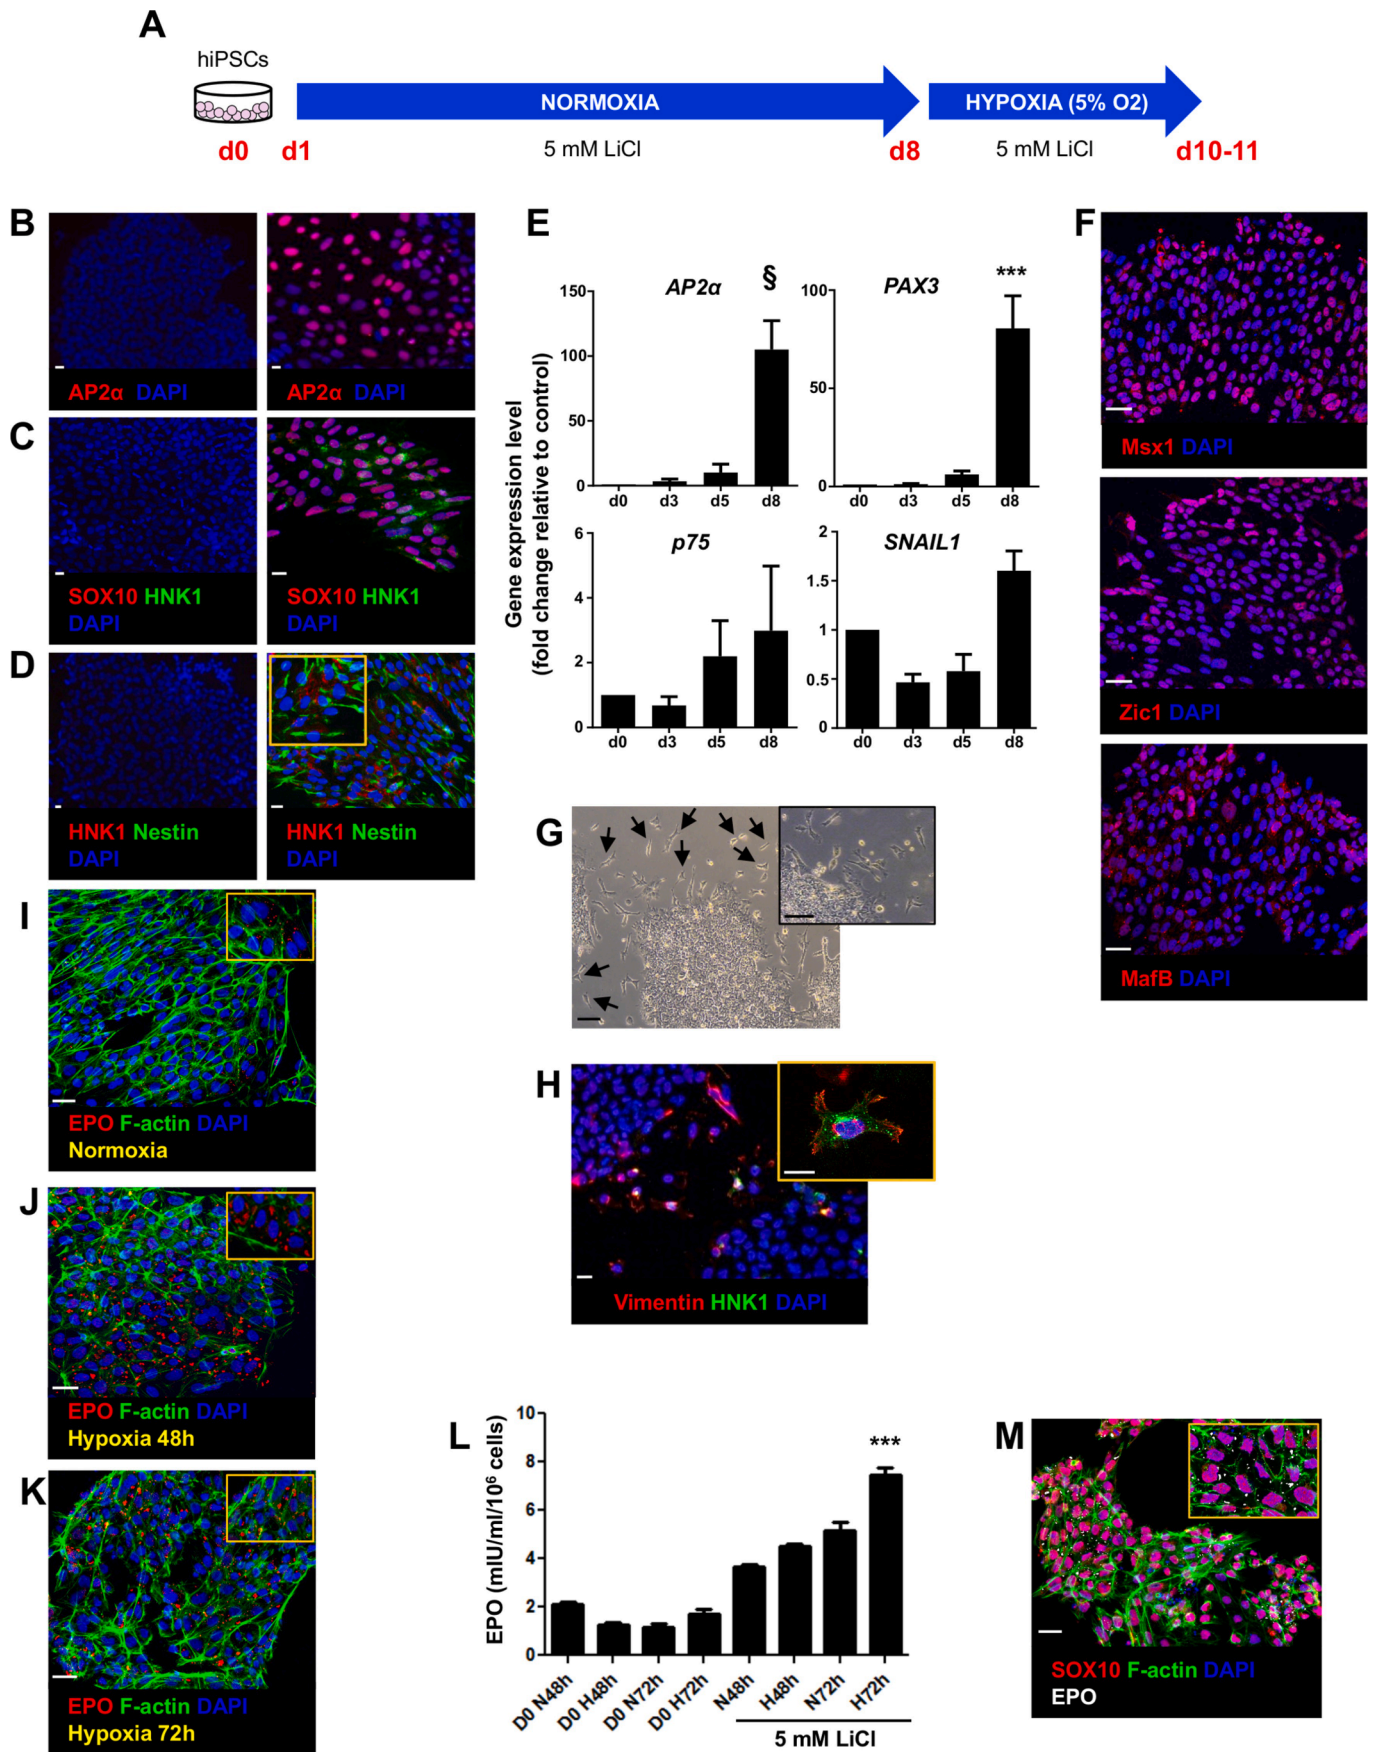 A
hiPSCs
NORMOXIA
HYPOXIA (5% O2)
d0
d1
5 mM LiCl
d8
5 mM LiCl
d10-11
B
AP2α DAPI
AP2α DAPI
C
SOX10 HNK1
DAPI
SOX10 HNK1
DAPI
D
HNK1 Nestin
DAPI
HNK1 Nestin
DAPI
E
Gene expression level
(fold change relative to control)
AP2α
§
150
100
50
0
d0 d3 d5 d8
PAX3
***
100
50
0
d0 d3 d5 d8
p75
6
4
2
0
d0 d3 d5 d8
SNAIL1
2
1.5
1
0.5
0
d0 d3 d5 d8
F
Msx1 DAPI
Zic1 DAPI
MafB DAPI
G
H
Vimentin HNK1 DAPI
I
EPO F-actin DAPI
Normoxia
J
EPO F-actin DAPI
Hypoxia 48h
K
EPO F-actin DAPI
Hypoxia 72h
L
EPO (mIU/ml/10⁶ cells)
10
8
6
4
2
0
***
D0 N48h
D0 H48h
D0 N72h
D0 H72h
N48h
H48h
N72h
H72h
5 mM LiCl
M
SOX10 F-actin DAPI
EPO